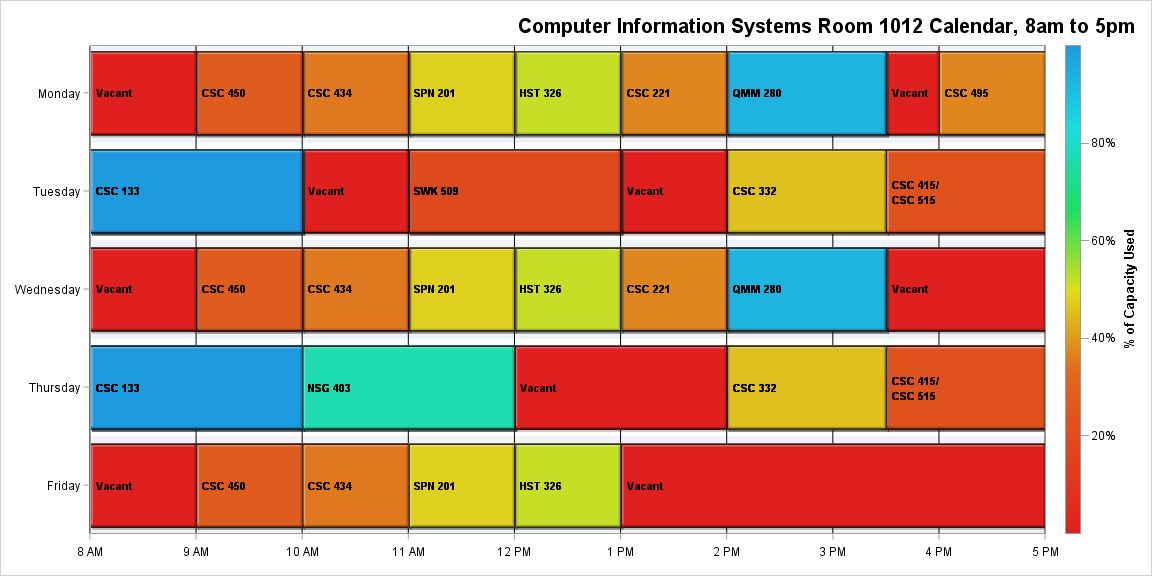 Computer Information Systems Room 1012 Calendar, 8am to 5pm
Monday
Vacant
CSC 450
CSC 434
SPN 201
HST 326
CSC 221
QMM 280
Vacant
CSC 495
Tuesday
CSC 133
Vacant
SWK 509
Vacant
CSC 332
CSC 415/
CSC 515
Wednesday
Vacant
CSC 450
CSC 434
SPN 201
HST 326
CSC 221
QMM 280
Vacant
Thursday
CSC 133
NSG 403
Vacant
CSC 332
CSC 415/
CSC 515
Friday
Vacant
CSC 450
CSC 434
SPN 201
HST 326
Vacant
8 AM
9 AM
10 AM
11 AM
12 PM
1 PM
2 PM
3 PM
4 PM
5 PM
80%
60%
40%
20%
% of Capacity Used